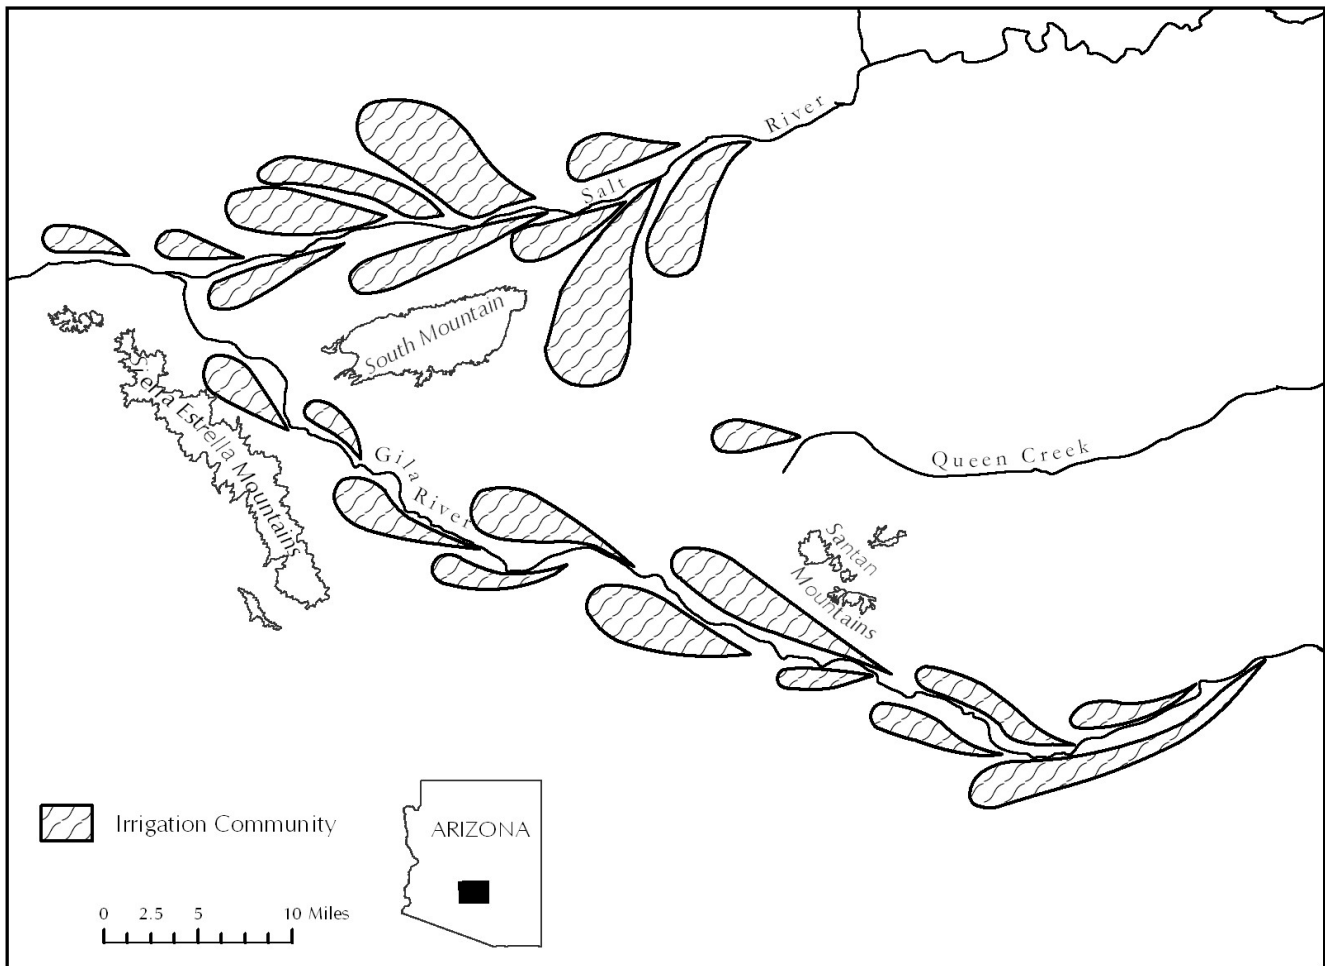 River
Salt
South Mountain
Sierra Estrella Mountains
Gila
River
Queen Creek
Santan
Mountains
Irrigation Community
ARIZONA
0 2.5 5 10 Miles